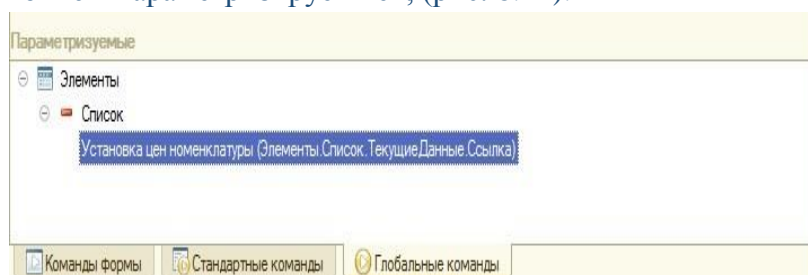 Параметризуемые
Элементы
Список
Установка цен номенклатуры (Элементы.Список.ТекущиеДанные.Ссылка)
Команды формы Стандартные команды Глобальные команды